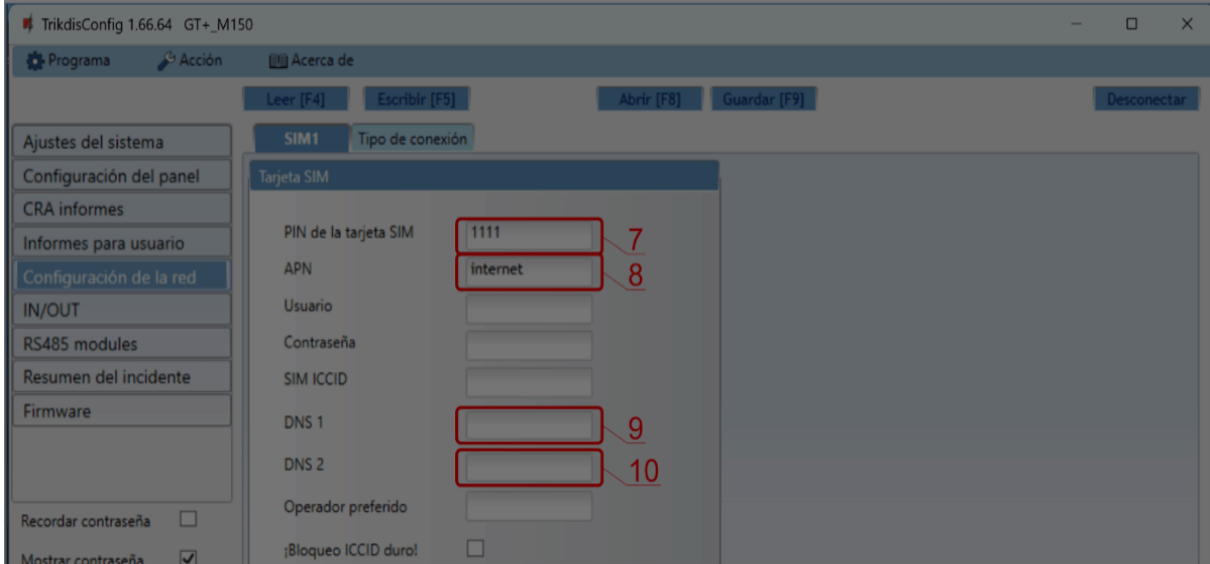 TrikdisConfig 1.66.64 GT+_M150
Programa Acción Acerca de
Leer [F4] Escribir [F5] Abrir [F8] Guardar [F9] Desconectar
SIM1 Tipo de conexión
Ajustes del sistema
Configuración del panel
CRA informes
Informes para usuario
Configuración de la red
IN/OUT
RS485 modules
Resumen del incidente
Firmware
Recordar contraseña
Mostrar contraseña
Tarjeta SIM
PIN de la tarjeta SIM 1111 7
APN internet 8
Usuario
Contraseña
SIM ICCID
DNS 1 9
DNS 2 10
Operador preferido
¡Bloqueo ICCID duro!